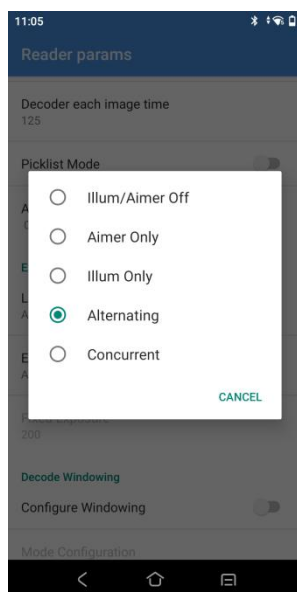 11:05
Reader params
Decoder each image time
125
Picklist Mode
Illum/Aimer Off
Aimer Only
Illum Only
Alternating
Concurrent
CANCEL
Fixed Exposure
200
Decode Windowing
Configure Windowing
Mode Configuration